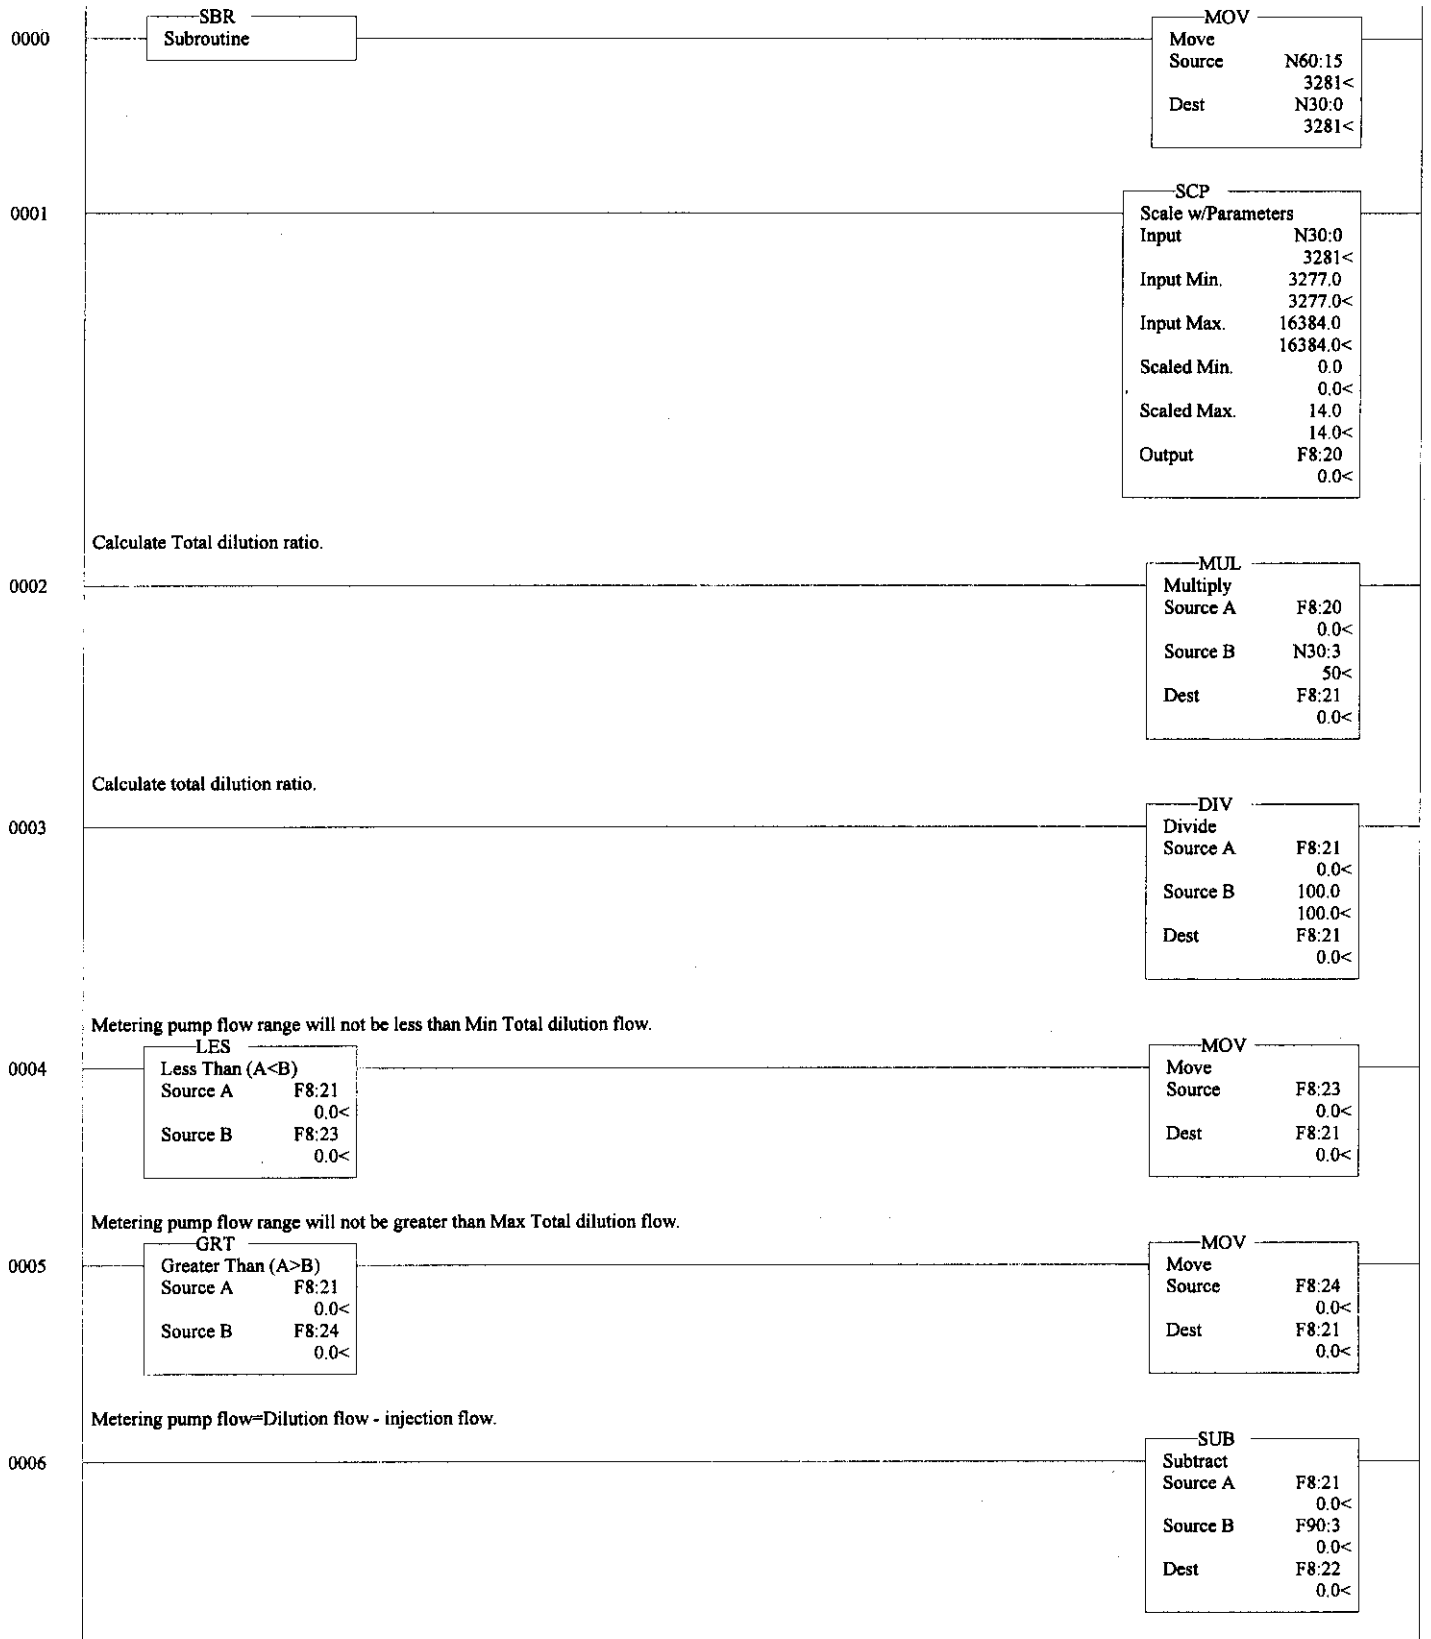 SBR
MOV
0000
Subroutine
Move
Source N60:15
3281<
Dest N30:0
3281<
SCP
0001
Scale w/Parameters
Input N30:0
3281<
Input Min. 3277.0
3277.0<
Input Max. 16384.0
16384.0<
Scaled Min. 0.0
0.0<
Scaled Max. 14.0
14.0<
Output F8:20
0.0<
Calculate Total dilution ratio.
MUL
0002
Multiply
Source A F8:20
0.0<
Source B N30:3
50<
Dest F8:21
0.0<
Calculate total dilution ratio.
DIV
0003
Divide
Source A F8:21
0.0<
Source B 100.0
100.0<
Dest F8:21
0.0<
Metering pump flow range will not be less than Min Total dilution flow.
LES
MOV
0004
Less Than (A<B)
Move
Source A F8:21
Source F8:23
0.0<
0.0<
Source B F8:23
Dest F8:21
0.0<
0.0<
Metering pump flow range will not be greater than Max Total dilution flow.
GRT
MOV
0005
Greater Than (A>B)
Move
Source A F8:21
Source F8:24
0.0<
0.0<
Source B F8:24
Dest F8:21
0.0<
0.0<
Metering pump flow=Dilution flow - injection flow.
SUB
0006
Subtract
Source A F8:21
0.0<
Source B F90:3
0.0<
Dest F8:22
0.0<